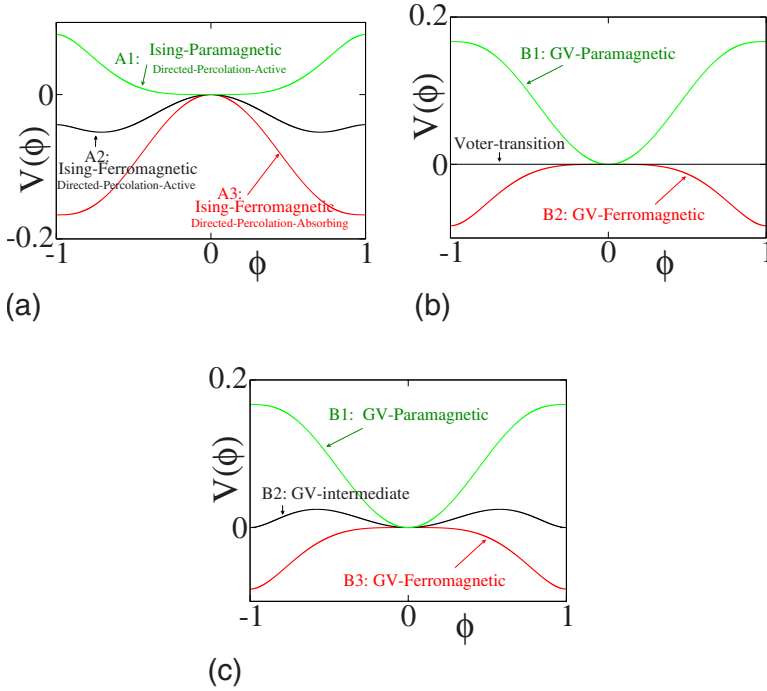 A1: Ising-Paramagnetic
Directed-Percolation-Active
0
V(ϕ)
A2:
Ising-Ferromagnetic
Directed-Percolation-Active
A3:
Ising-Ferromagnetic
Directed-Percolation-Absorbing
-0.2
-1
0
1
ϕ
(a)
0.2
B1: GV-Paramagnetic
V(ϕ)
Voter-transition
0
B2: GV-Ferromagnetic
-1
0
1
ϕ
(b)
0.2
B1: GV-Paramagnetic
V(ϕ)
B2: GV-intermediate
0
B3: GV-Ferromagnetic
-1
0
1
ϕ
(c)